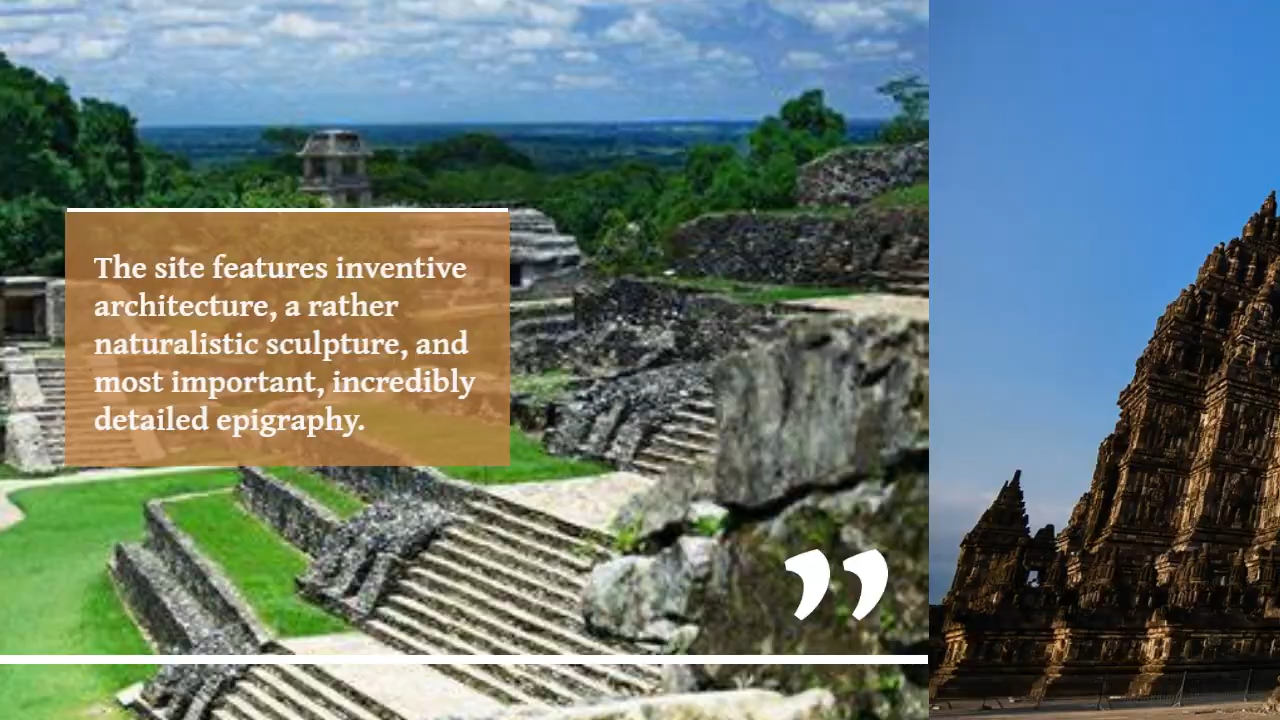 The site features inventive
architecture, a rather
naturalistic sculpture, and
most important, incredibly
detailed epigraphy.
”